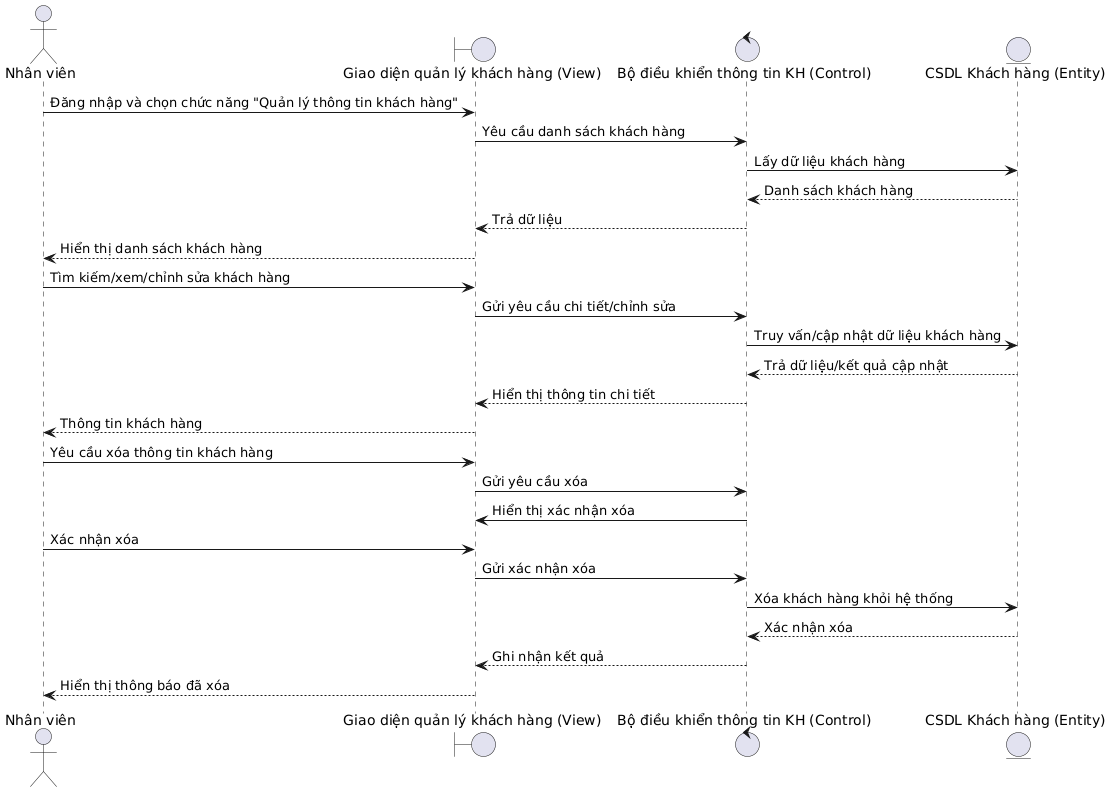 Nhân viên
Giao diện quản lý khách hàng (View)
Bộ điều khiển thông tin KH (Control)
CSDL Khách hàng (Entity)
Đăng nhập và chọn chức năng "Quản lý thông tin khách hàng"
Yêu cầu danh sách khách hàng
Lấy dữ liệu khách hàng
Danh sách khách hàng
Trả dữ liệu
Hiển thị danh sách khách hàng
Tìm kiếm/xem/chỉnh sửa khách hàng
Gửi yêu cầu chi tiết/chỉnh sửa
Truy vấn/cập nhật dữ liệu khách hàng
Trả dữ liệu/kết quả cập nhật
Hiển thị thông tin chi tiết
Thông tin khách hàng
Yêu cầu xóa thông tin khách hàng
Gửi yêu cầu xóa
Hiển thị xác nhận xóa
Xác nhận xóa
Gửi xác nhận xóa
Xóa khách hàng khỏi hệ thống
Xác nhận xóa
Ghi nhận kết quả
Hiển thị thông báo đã xóa
Nhân viên
Giao diện quản lý khách hàng (View)
Bộ điều khiển thông tin KH (Control)
CSDL Khách hàng (Entity)